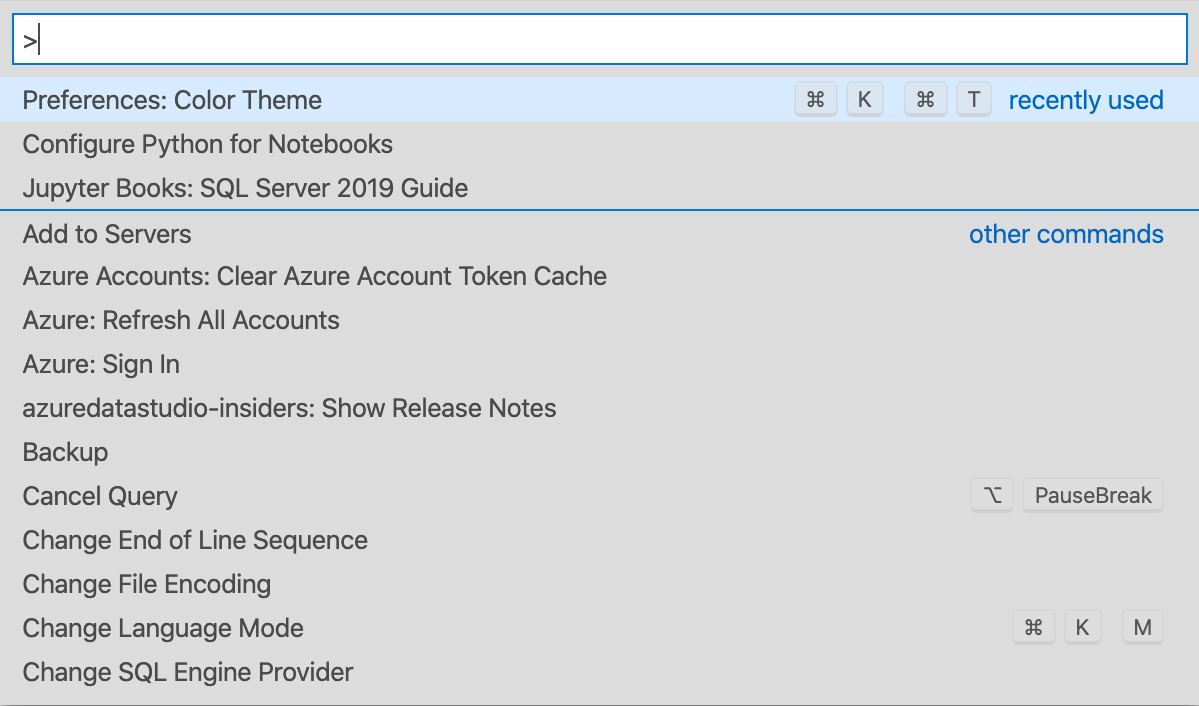 >
Preferences: Color Theme ⌘ K ⌘ T recently used
Configure Python for Notebooks
Jupyter Books: SQL Server 2019 Guide
Add to Servers other commands
Azure Accounts: Clear Azure Account Token Cache
Azure: Refresh All Accounts
Azure: Sign In
azuredatastudio-insiders: Show Release Notes
Backup
Cancel Query ⌥ PauseBreak
Change End of Line Sequence
Change File Encoding
Change Language Mode ⌘ K M
Change SQL Engine Provider